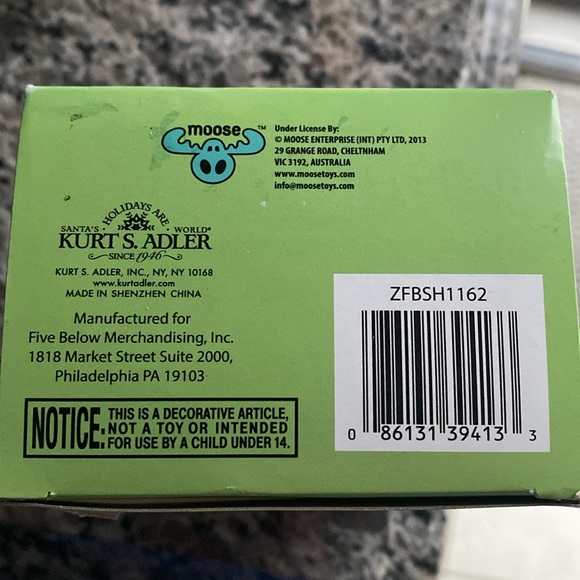 moose™
Under License By:
© MOOSE ENTERPRISE (INT) PTY LTD, 2013
29 GRANGE ROAD, CHELTNHAM
VIC 3192, AUSTRALIA
www.moosetoys.com
info@moosetoys.com
HOLIDAYS ARE
SANTA'S WORLD®
KURT S. ADLER
SINCE 1946
KURT S. ADLER, INC., NY, NY 10168
www.kurtadler.com
MADE IN SHENZHEN CHINA
Manufactured for
Five Below Merchandising, Inc.
1818 Market Street Suite 2000,
Philadelphia PA 19103
NOTICE: THIS IS A DECORATIVE ARTICLE,
NOT A TOY OR INTENDED
FOR USE BY A CHILD UNDER 14.
ZFBSH1162
0 86131 39413 3